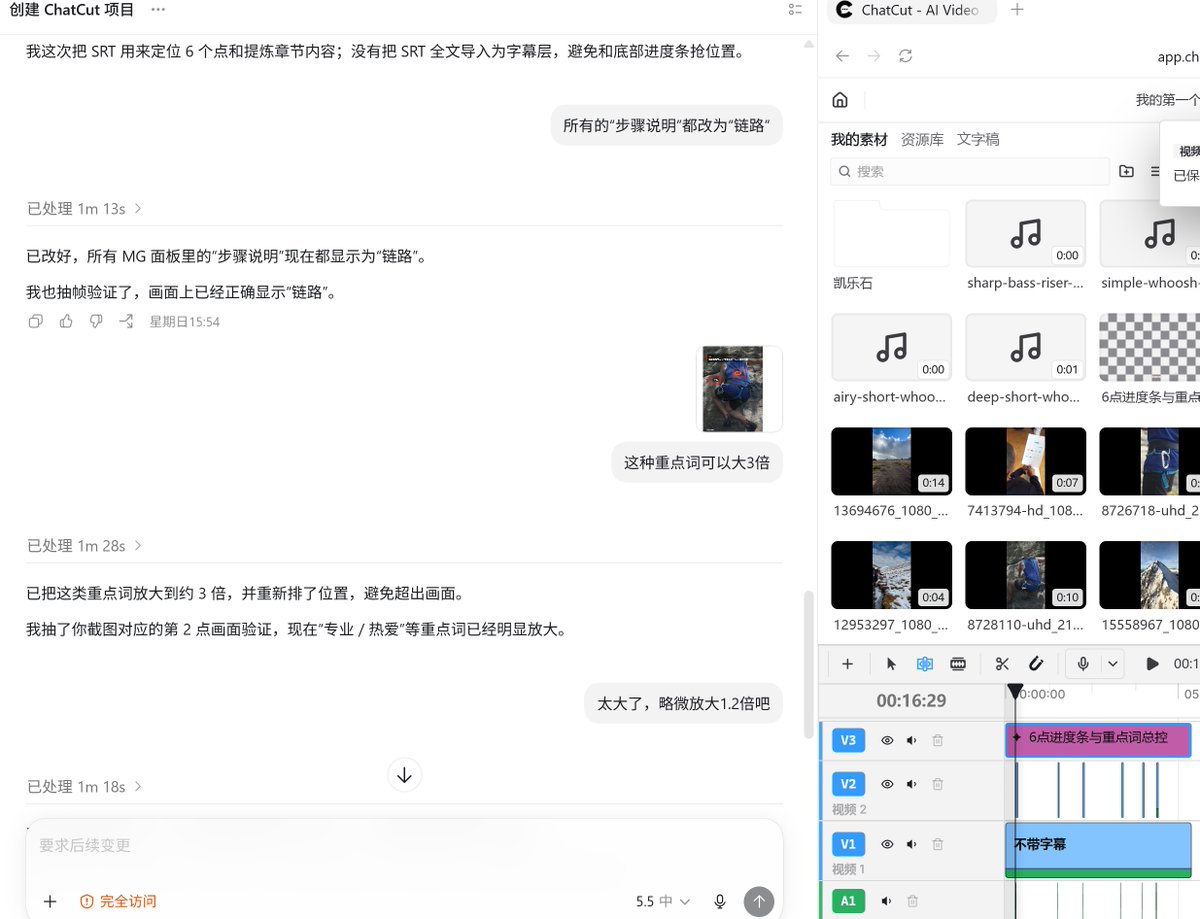 创建 ChatCut 项目
我这次把 SRT 用来定位 6 个点和提炼章节内容；没有把 SRT 全文导入为字幕层，避免和底部进度条抢位置。
所有的“步骤说明”都改为“链路”
已处理 1m 13s
已改好，所有 MG 面板里的“步骤说明”现在都显示为“链路”。
我也抽帧验证了，画面上已经正确显示“链路”。
星期日15:54
这种重点词可以大3倍
已处理 1m 28s
已把这类重点词放大到约 3 倍，并重新排了位置，避免超出画面。
我抽了你截图对应的第 2 点画面验证，现在“专业 / 热爱”等重点词已经明显放大。
太大了，略微放大1.2倍吧
已处理 1m 18s
要求后续变更
完全访问
5.5 中
ChatCut - AI Video
app.ch
我的第一个
我的素材 资源库 文字稿
视频
已保
搜索
0:00
0:
凯乐石 sharp-bass-riser-... simple-whoosh-
0:00
0:01
airy-short-whoo... deep-short-who... 6点进度条与重点
0:14
0:07
0:
13694676_1080_... 7413794-hd_108... 8726718-uhd_2
0:04
0:10
0:
12953297_1080_... 8728110-uhd_21... 15558967_1080
00:1
00:16:29
0:00:00
05
V3
6点进度条与重点词总控
V2
视频 2
V1
不带字幕
视频 1
A1